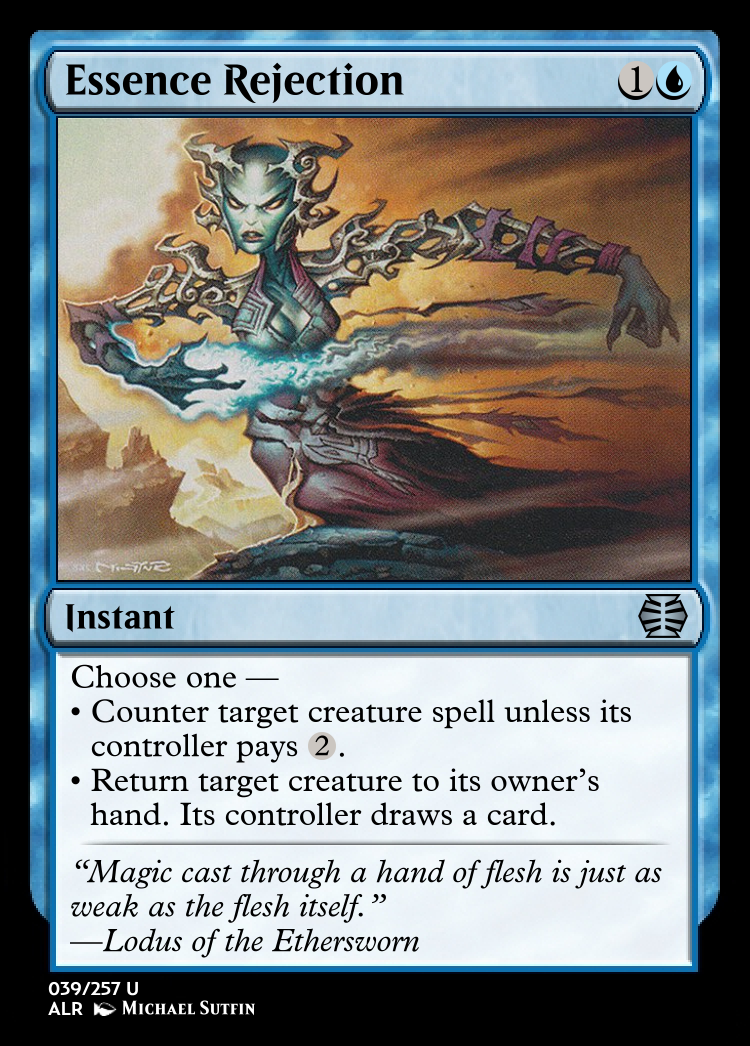 Essence Rejection
1
Instant
Choose one —
• Counter target creature spell unless its
controller pays 2.
• Return target creature to its owner's
hand. Its controller draws a card.
“Magic cast through a hand of flesh is just as
weak as the flesh itself.”
—Lodus of the Ethersworn
039/257 U
ALR Michael Sutfin